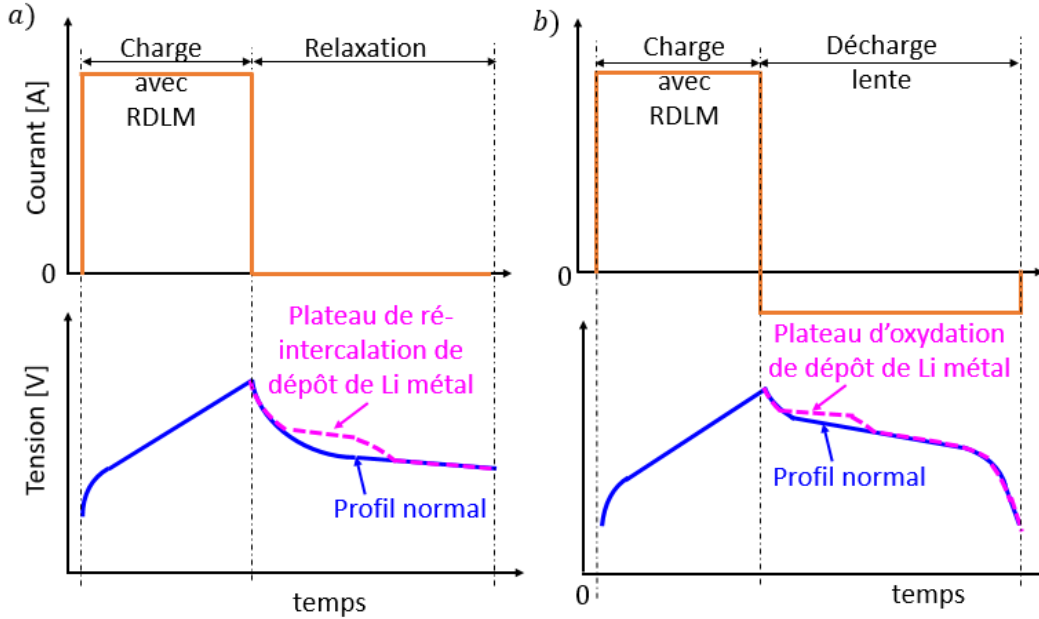 a)
Charge
avec
RDLM
Relaxation
Courant [A]
0
Plateau de ré-
intercalation de
dépôt de Li métal
Profil normal
Tension [V]
temps
b)
Charge
avec
RDLM
Décharge
lente
0
Plateau d’oxydation
de dépôt de Li métal
Profil normal
0
temps